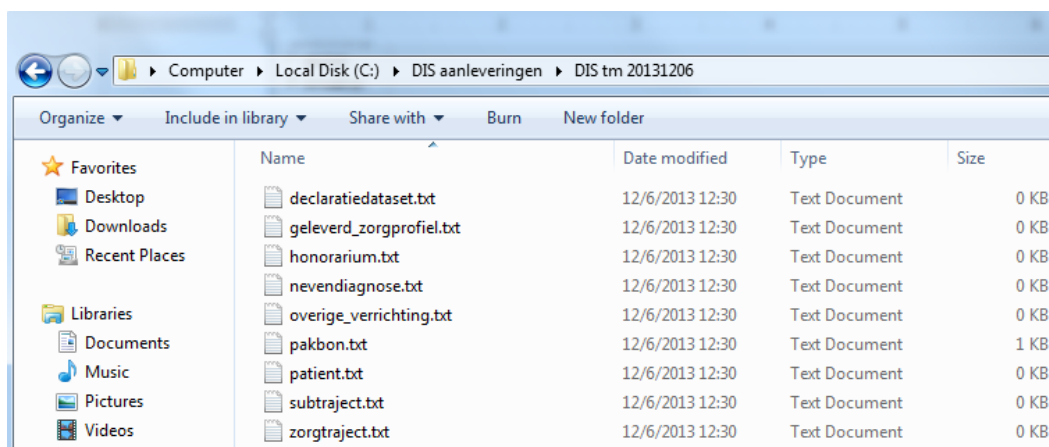 Computer Local Disk (C:) DIS aanleveringen DIS tm 20131206
Organize Include in library Share with Burn New folder
Favorites
Desktop
Downloads
Recent Places
Libraries
Documents
Music
Pictures
Videos
Name Date modified Type Size
declaratiedataset.txt 12/6/2013 12:30 Text Document 0 KB
geleverd_zorgprofiel.txt 12/6/2013 12:30 Text Document 0 KB
honorarium.txt 12/6/2013 12:30 Text Document 0 KB
nevendiagnose.txt 12/6/2013 12:30 Text Document 0 KB
overige_verrichting.txt 12/6/2013 12:30 Text Document 0 KB
pakbon.txt 12/6/2013 12:30 Text Document 1 KB
patient.txt 12/6/2013 12:30 Text Document 0 KB
subtraject.txt 12/6/2013 12:30 Text Document 0 KB
zorgtraject.txt 12/6/2013 12:30 Text Document 0 KB